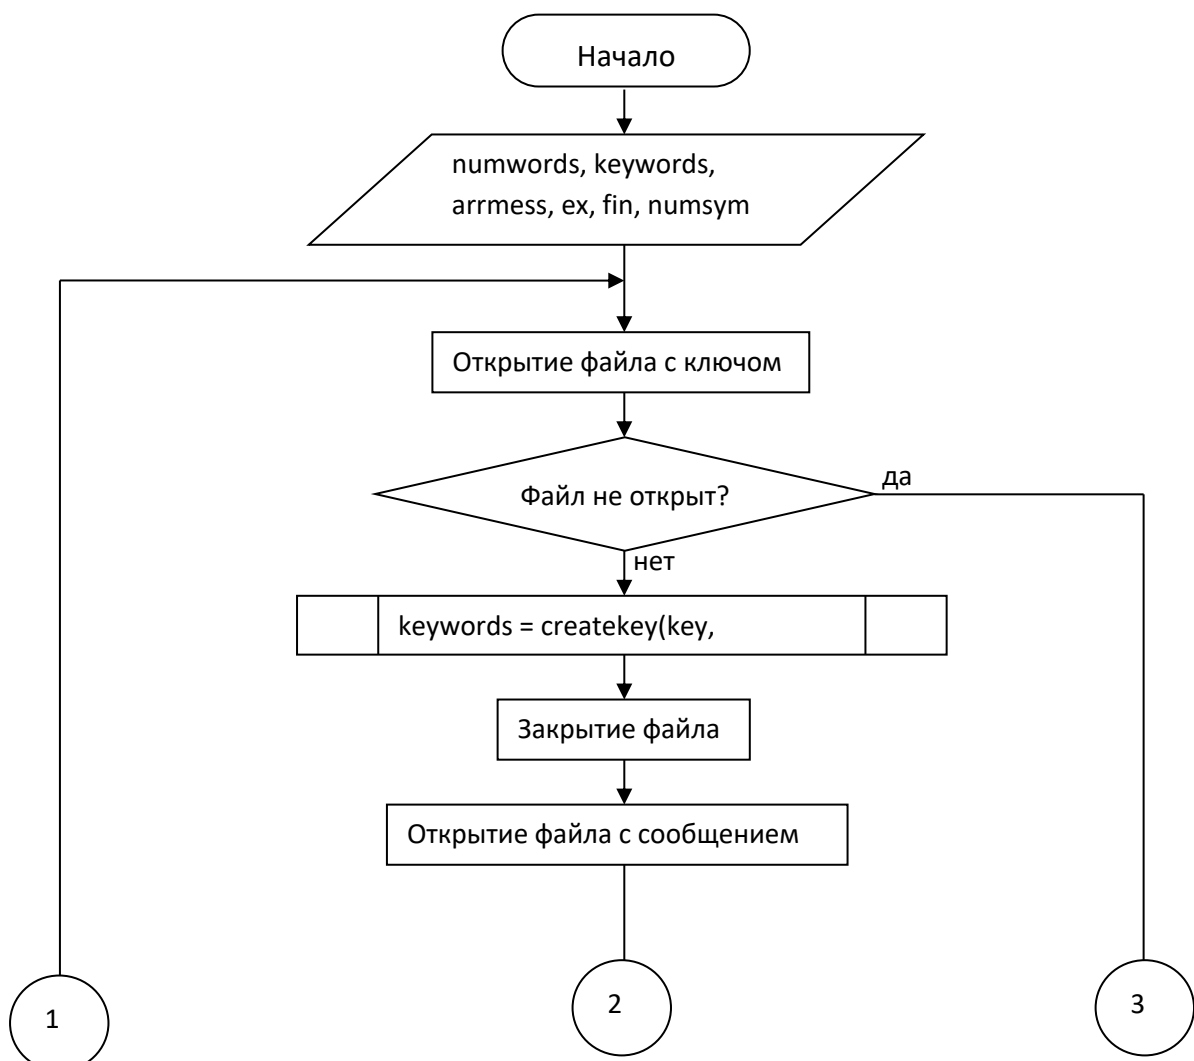 Начало
numwords, keywords,
arrmess, ex, fin, numsym
Открытие файла с ключом
Файл не открыт?
да
нет
keywords = createkey(key,
Закрытие файла
Открытие файла с сообщением
1
2
3